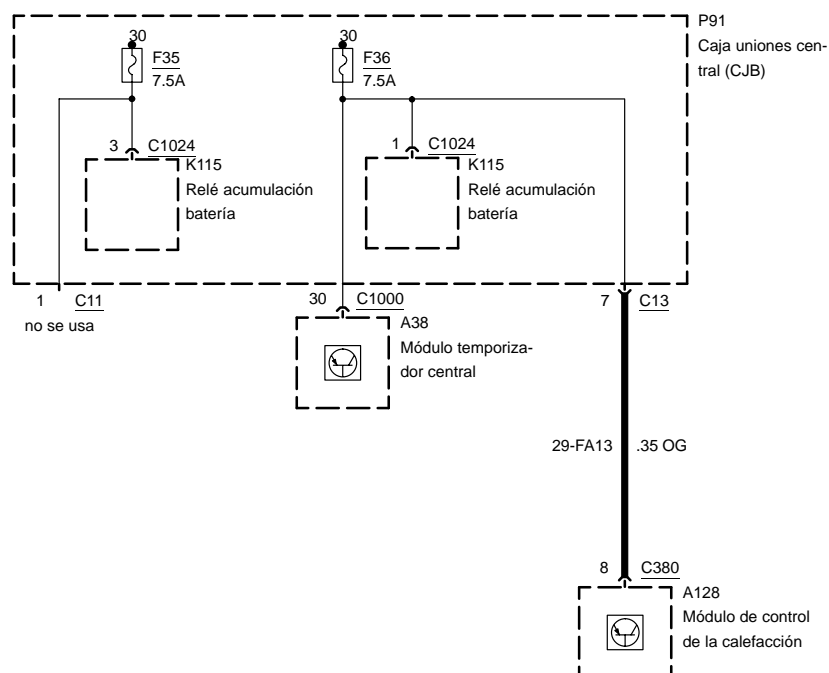 P91
Caja uniones cen-
tral (CJB)
30
F35
7.5A
30
F36
7.5A
3 C1024
K115
Relé acumulación
batería
1 C1024
K115
Relé acumulación
batería
1 C11
no se usa
30 C1000
A38
Módulo temporiza-
dor central
7 C13
29-FA13 .35 OG
8 C380
A128
Módulo de control
de la calefacción